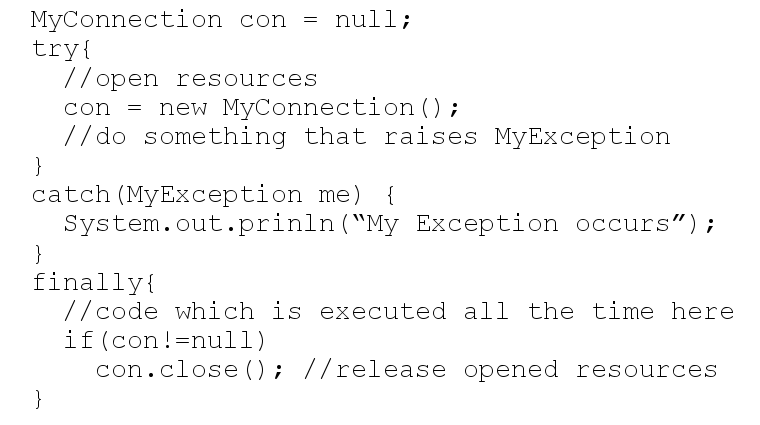 MyConnection con = null;
try{
//open resources
con = new MyConnection();
//do something that raises MyException
}
catch(MyException me) {
System.out.prinln(“My Exception occurs”);
}
finally{
//code which is executed all the time here
if(con!=null)
con.close(); //release opened resources
}